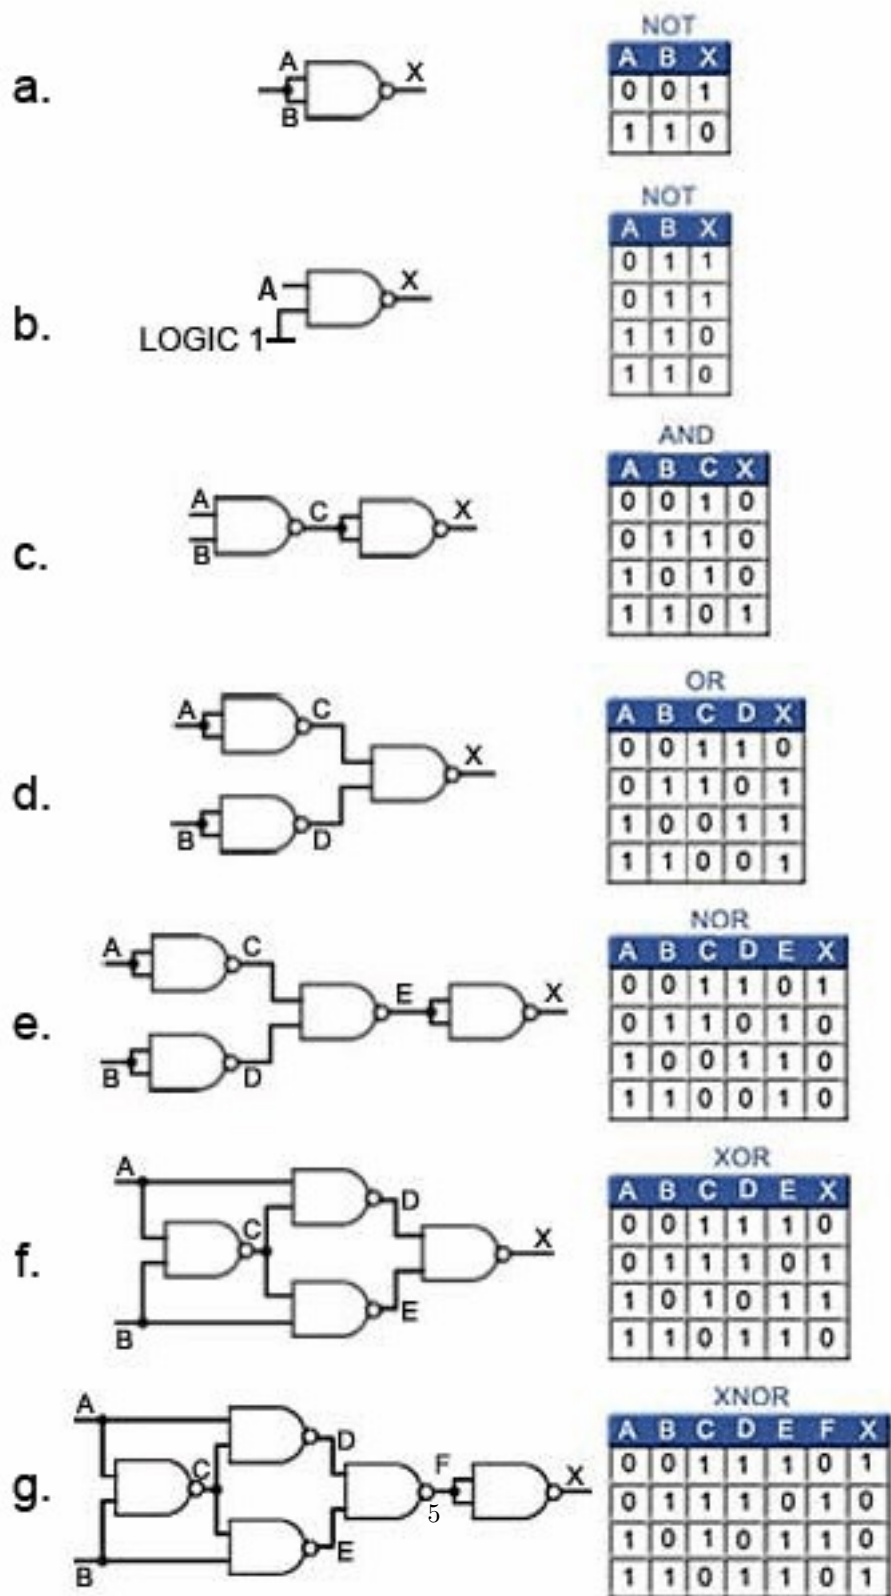 NOT
a.
A
B
X
A B X
0 0 1
1 1 0
NOT
b.
A
LOGIC 1
X
A B X
0 1 1
0 1 1
1 1 0
1 1 0
AND
c.
A
B
C
X
A B C X
0 0 1 0
0 1 1 0
1 0 1 0
1 1 0 1
OR
d.
A
C
B
D
X
A B C D X
0 0 1 1 0
0 1 1 0 1
1 0 0 1 1
1 1 0 0 1
NOR
e.
A
C
B
D
E
X
A B C D E X
0 0 1 1 0 1
0 1 1 0 1 0
1 0 0 1 1 0
1 1 0 0 1 0
XOR
f.
A
B
C
D
E
X
A B C D E X
0 0 1 1 1 0
0 1 1 1 0 1
1 0 1 0 1 1
1 1 0 1 1 0
XNOR
g.
A
B
C
D
E
F
X
5
A B C D E F X
0 0 1 1 1 0 1
0 1 1 1 0 1 0
1 0 1 0 1 1 0
1 1 0 1 1 0 1